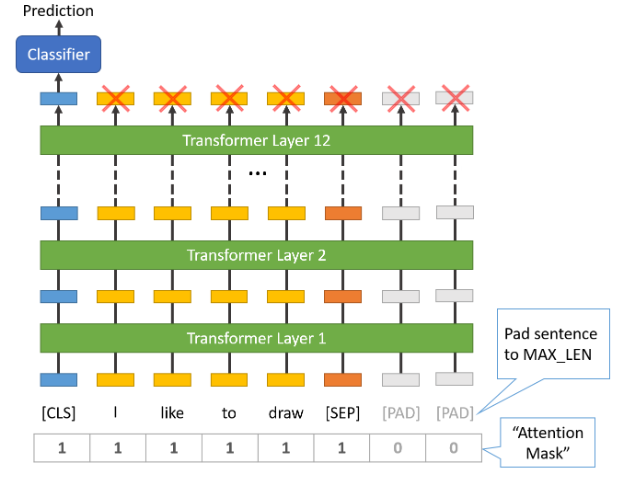 Prediction
Classifier
Transformer Layer 12
...
Transformer Layer 2
Transformer Layer 1
Pad sentence
to MAX_LEN
[CLS] I like to draw [SEP] [PAD] [PAD]
1 1 1 1 1 1 0 0
“Attention
Mask”